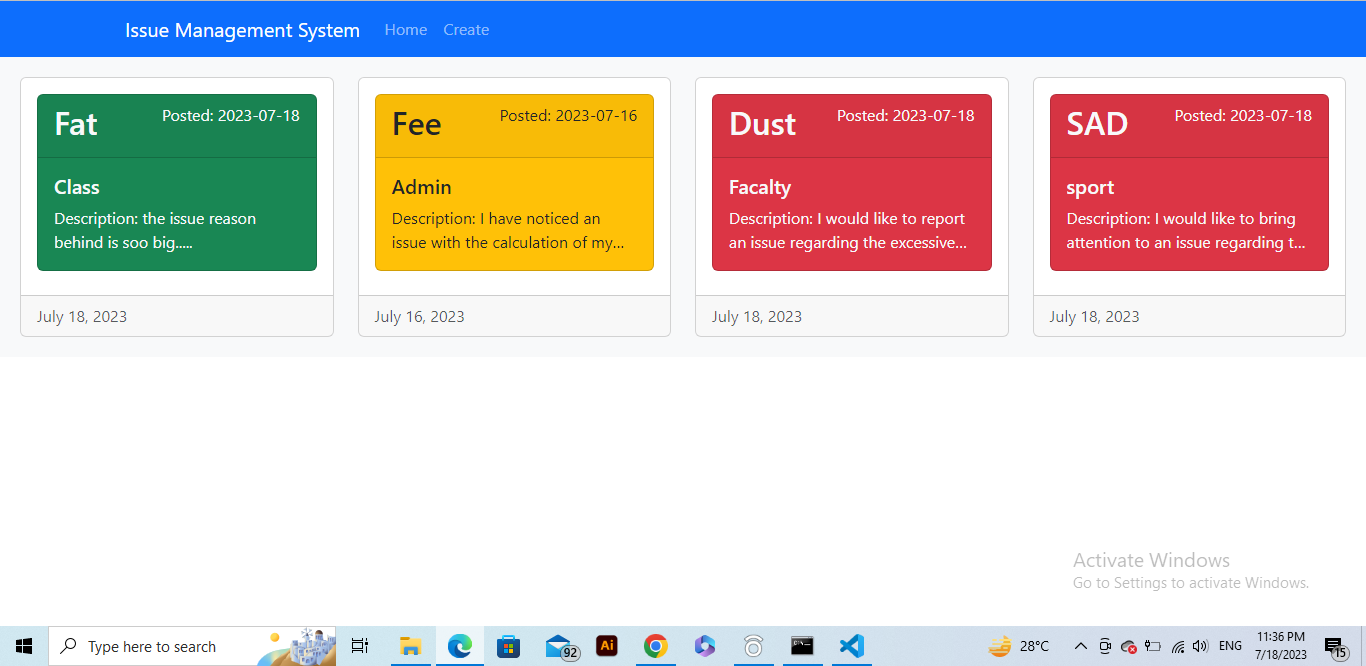 Issue Management System Home Create
Fat Posted: 2023-07-18
Class
Description: the issue reason
behind is soo big.....
July 18, 2023
Fee Posted: 2023-07-16
Admin
Description: I have noticed an
issue with the calculation of my...
July 16, 2023
Dust Posted: 2023-07-18
Facalty
Description: I would like to report
an issue regarding the excessive...
July 18, 2023
SAD Posted: 2023-07-18
sport
Description: I would like to bring
attention to an issue regarding t...
July 18, 2023
Activate Windows
Go to Settings to activate Windows.
Type here to search 92 Ai 28°C ENG 11:36 PM
7/18/2023 15